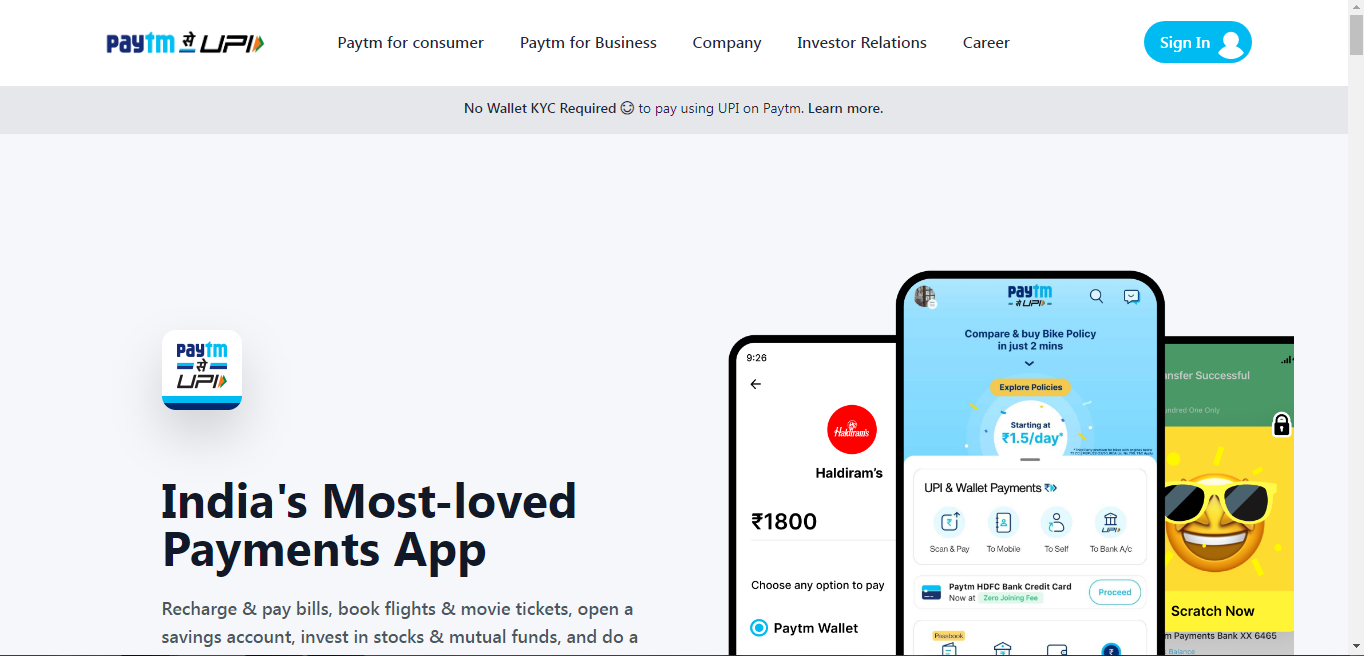 paytm से UPI
Paytm for consumer
Paytm for Business
Company
Investor Relations
Career
Sign In
No Wallet KYC Required to pay using UPI on Paytm. Learn more.
paytm
से
UPI
India's Most-loved
Payments App
Recharge & pay bills, book flights & movie tickets, open a
savings account, invest in stocks & mutual funds, and do a
9:26
Haldiram's
Haldiram's
₹1800
Choose any option to pay
Paytm Wallet
paytm
से UPI
Compare & buy Bike Policy
in just 2 mins
Explore Policies
Starting at
₹1.5/day*
UPI & Wallet Payments
Scan & Pay
To Mobile
To Self
To Bank A/c
UPI
Paytm HDFC Bank Credit Card
Now at Zero Joining Fee
Proceed
Passbook
nsfer Successful
undred One Only
Scratch Now
m Payments Bank XX 6465
Balance